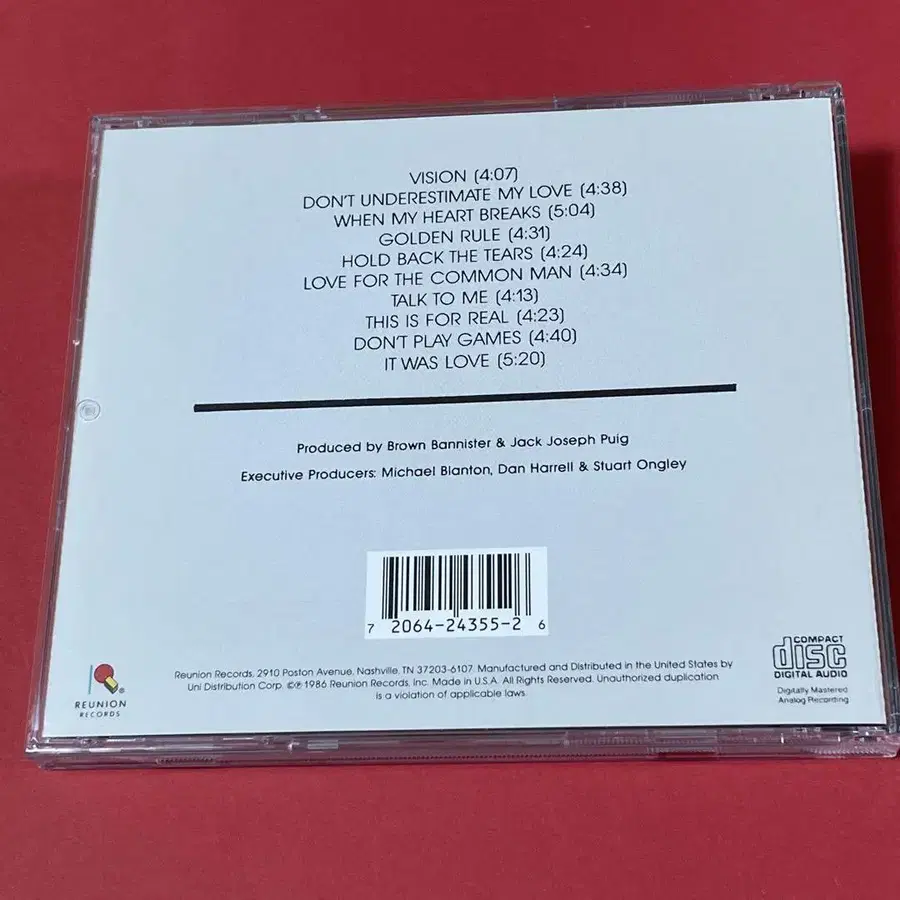 VISION (4:07)
DON'T UNDERESTIMATE MY LOVE (4:38)
WHEN MY HEART BREAKS (5:04)
GOLDEN RULE (4:31)
HOLD BACK THE TEARS (4:24)
LOVE FOR THE COMMON MAN (4:34)
TALK TO ME (4:13)
THIS IS FOR REAL (4:23)
DON'T PLAY GAMES (4:40)
IT WAS LOVE (5:20)
Produced by Brown Bannister & Jack Joseph Puig
Executive Producers: Michael Blanton, Dan Harrell & Stuart Ongley
7 2064-24355-2 6
REUNION
RECORDS
Reunion Records, 2910 Poston Avenue, Nashville, TN 37203-6107. Manufactured and Distributed in the United States by
Uni Distribution Corp. ©℗ 1986 Reunion Records, Inc. Made in U.S.A. All Rights Reserved. Unauthorized duplication
is a violation of applicable laws.
COMPACT
disc
DIGITAL AUDIO
Digitally Mastered
Analog Recording